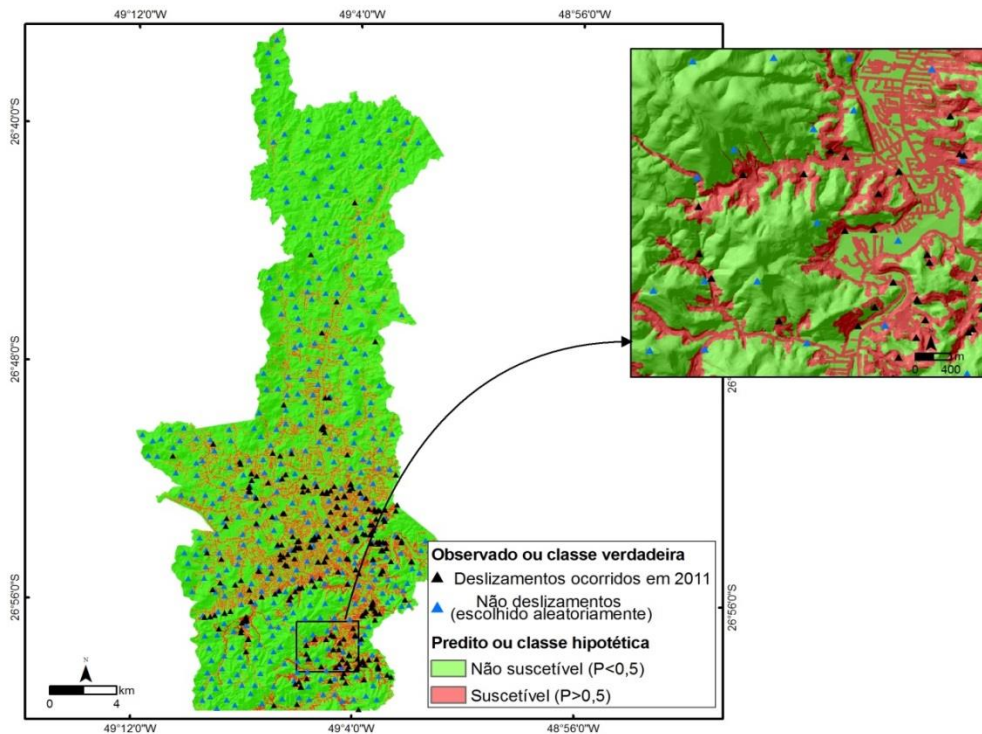 49°12'0"W
49°4'0"W
48°56'0"W
26°40'0"S
26°48'0"S
26°
26°56'0"S
26°56'0"S
m
0 400
Observado ou classe verdadeira
Deslizamentos ocorridos em 2011
Não deslizamentos
(escolhido aleatoriamente)
Predito ou classe hipotética
Não suscetível (P<0,5)
Suscetível (P>0,5)
N
km
0 4
49°12'0"W
49°4'0"W
48°56'0"W